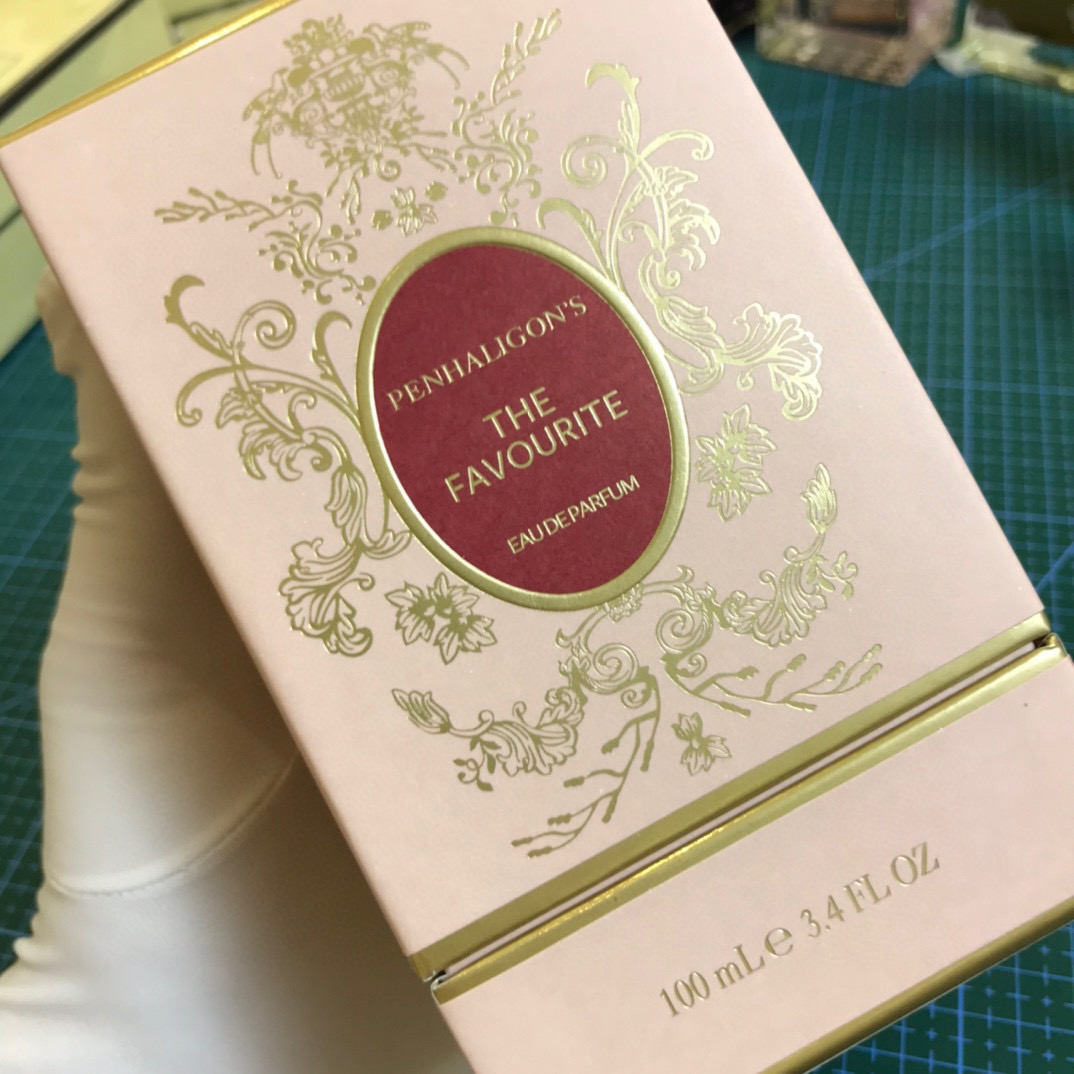 PENHALIGON'S
THE
FAVOURITE
EAU DE PARFUM
100 mL ℮ 3.4 FL OZ